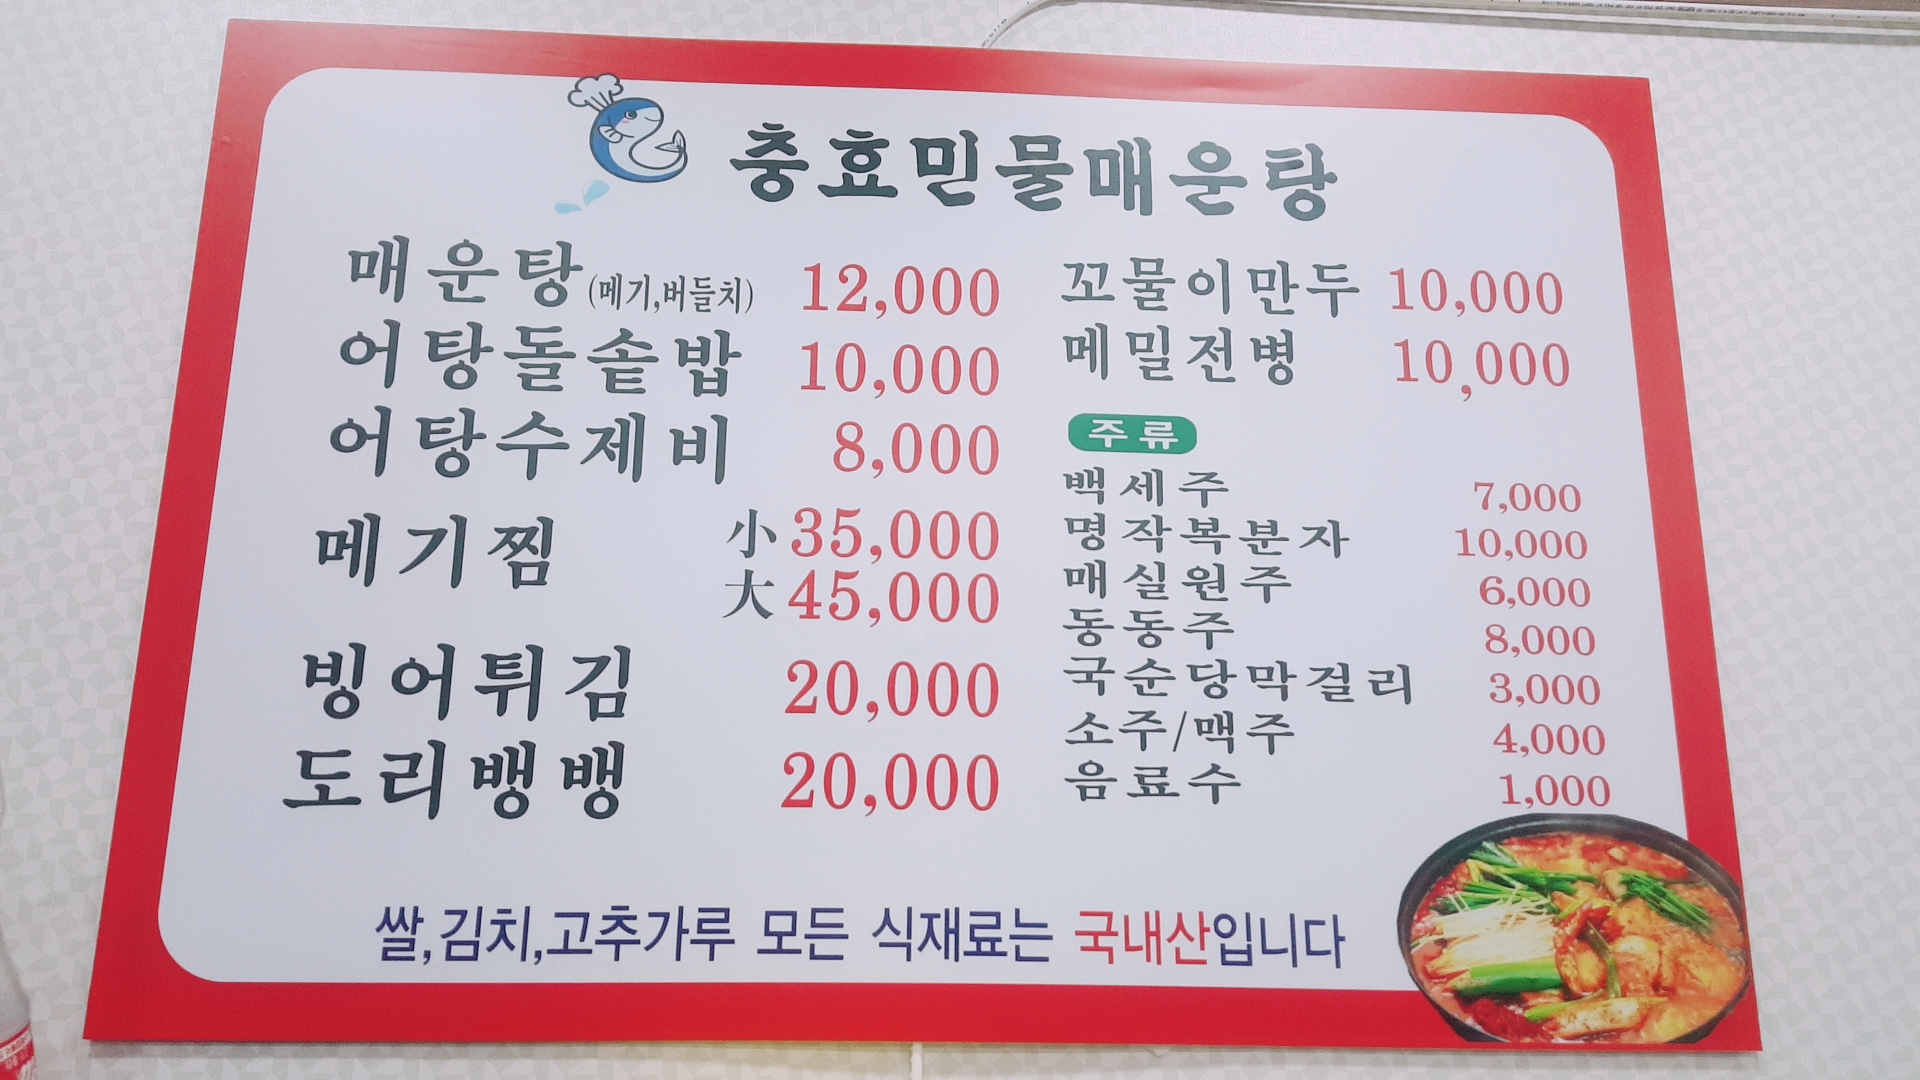 충효민물매운탕
매운탕(메기,버들치) 12,000
어탕돌솥밥 10,000
어탕수제비 8,000
메기찜 小 35,000
大 45,000
빙어튀김 20,000
도리뱅뱅 20,000
꼬물이만두 10,000
메밀전병 10,000
주류
백세주 7,000
명작복분자 10,000
매실원주 6,000
동동주 8,000
국순당막걸리 3,000
소주/맥주 4,000
음료수 1,000
쌀,김치,고추가루 모든 식재료는 국내산입니다